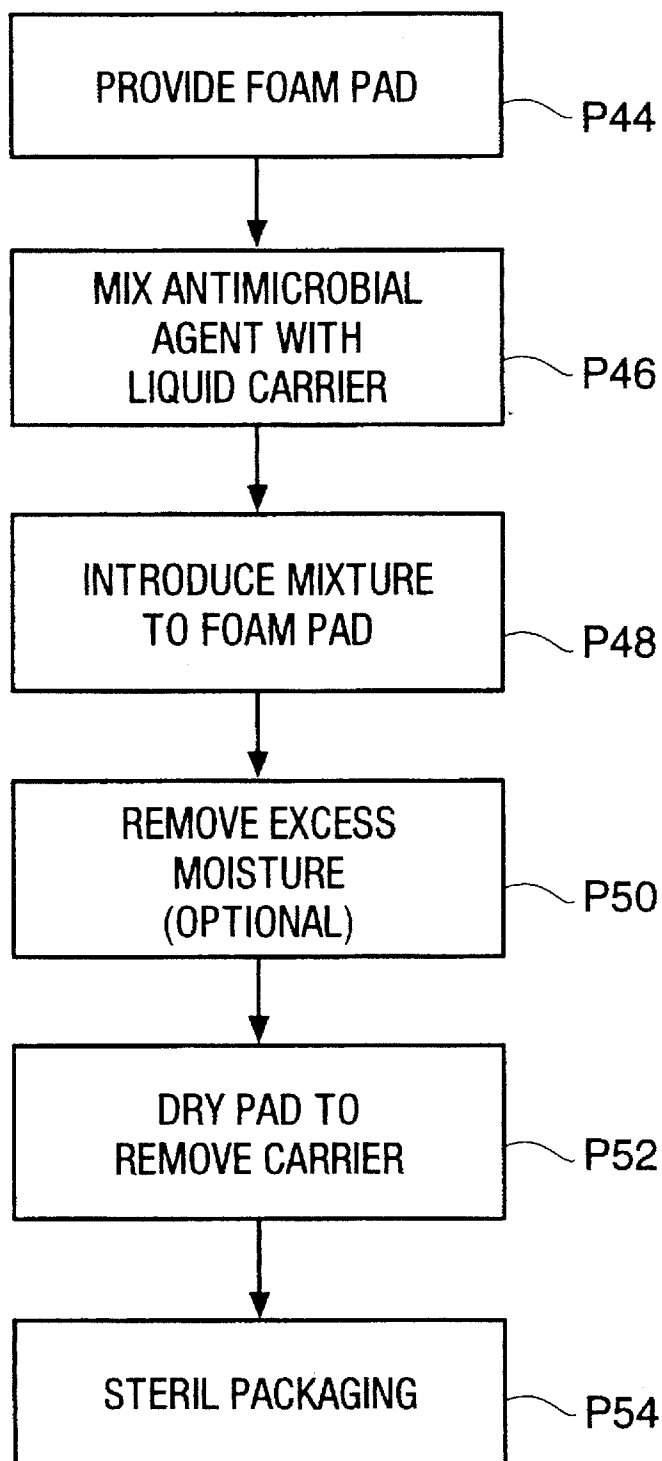 PROVIDE FOAM PAD
P44
MIX ANTIMICROBIAL
AGENT WITH
LIQUID CARRIER
P46
INTRODUCE MIXTURE
TO FOAM PAD
P48
REMOVE EXCESS
MOISTURE
(OPTIONAL)
P50
DRY PAD TO
REMOVE CARRIER
P52
STERIL PACKAGING
P54